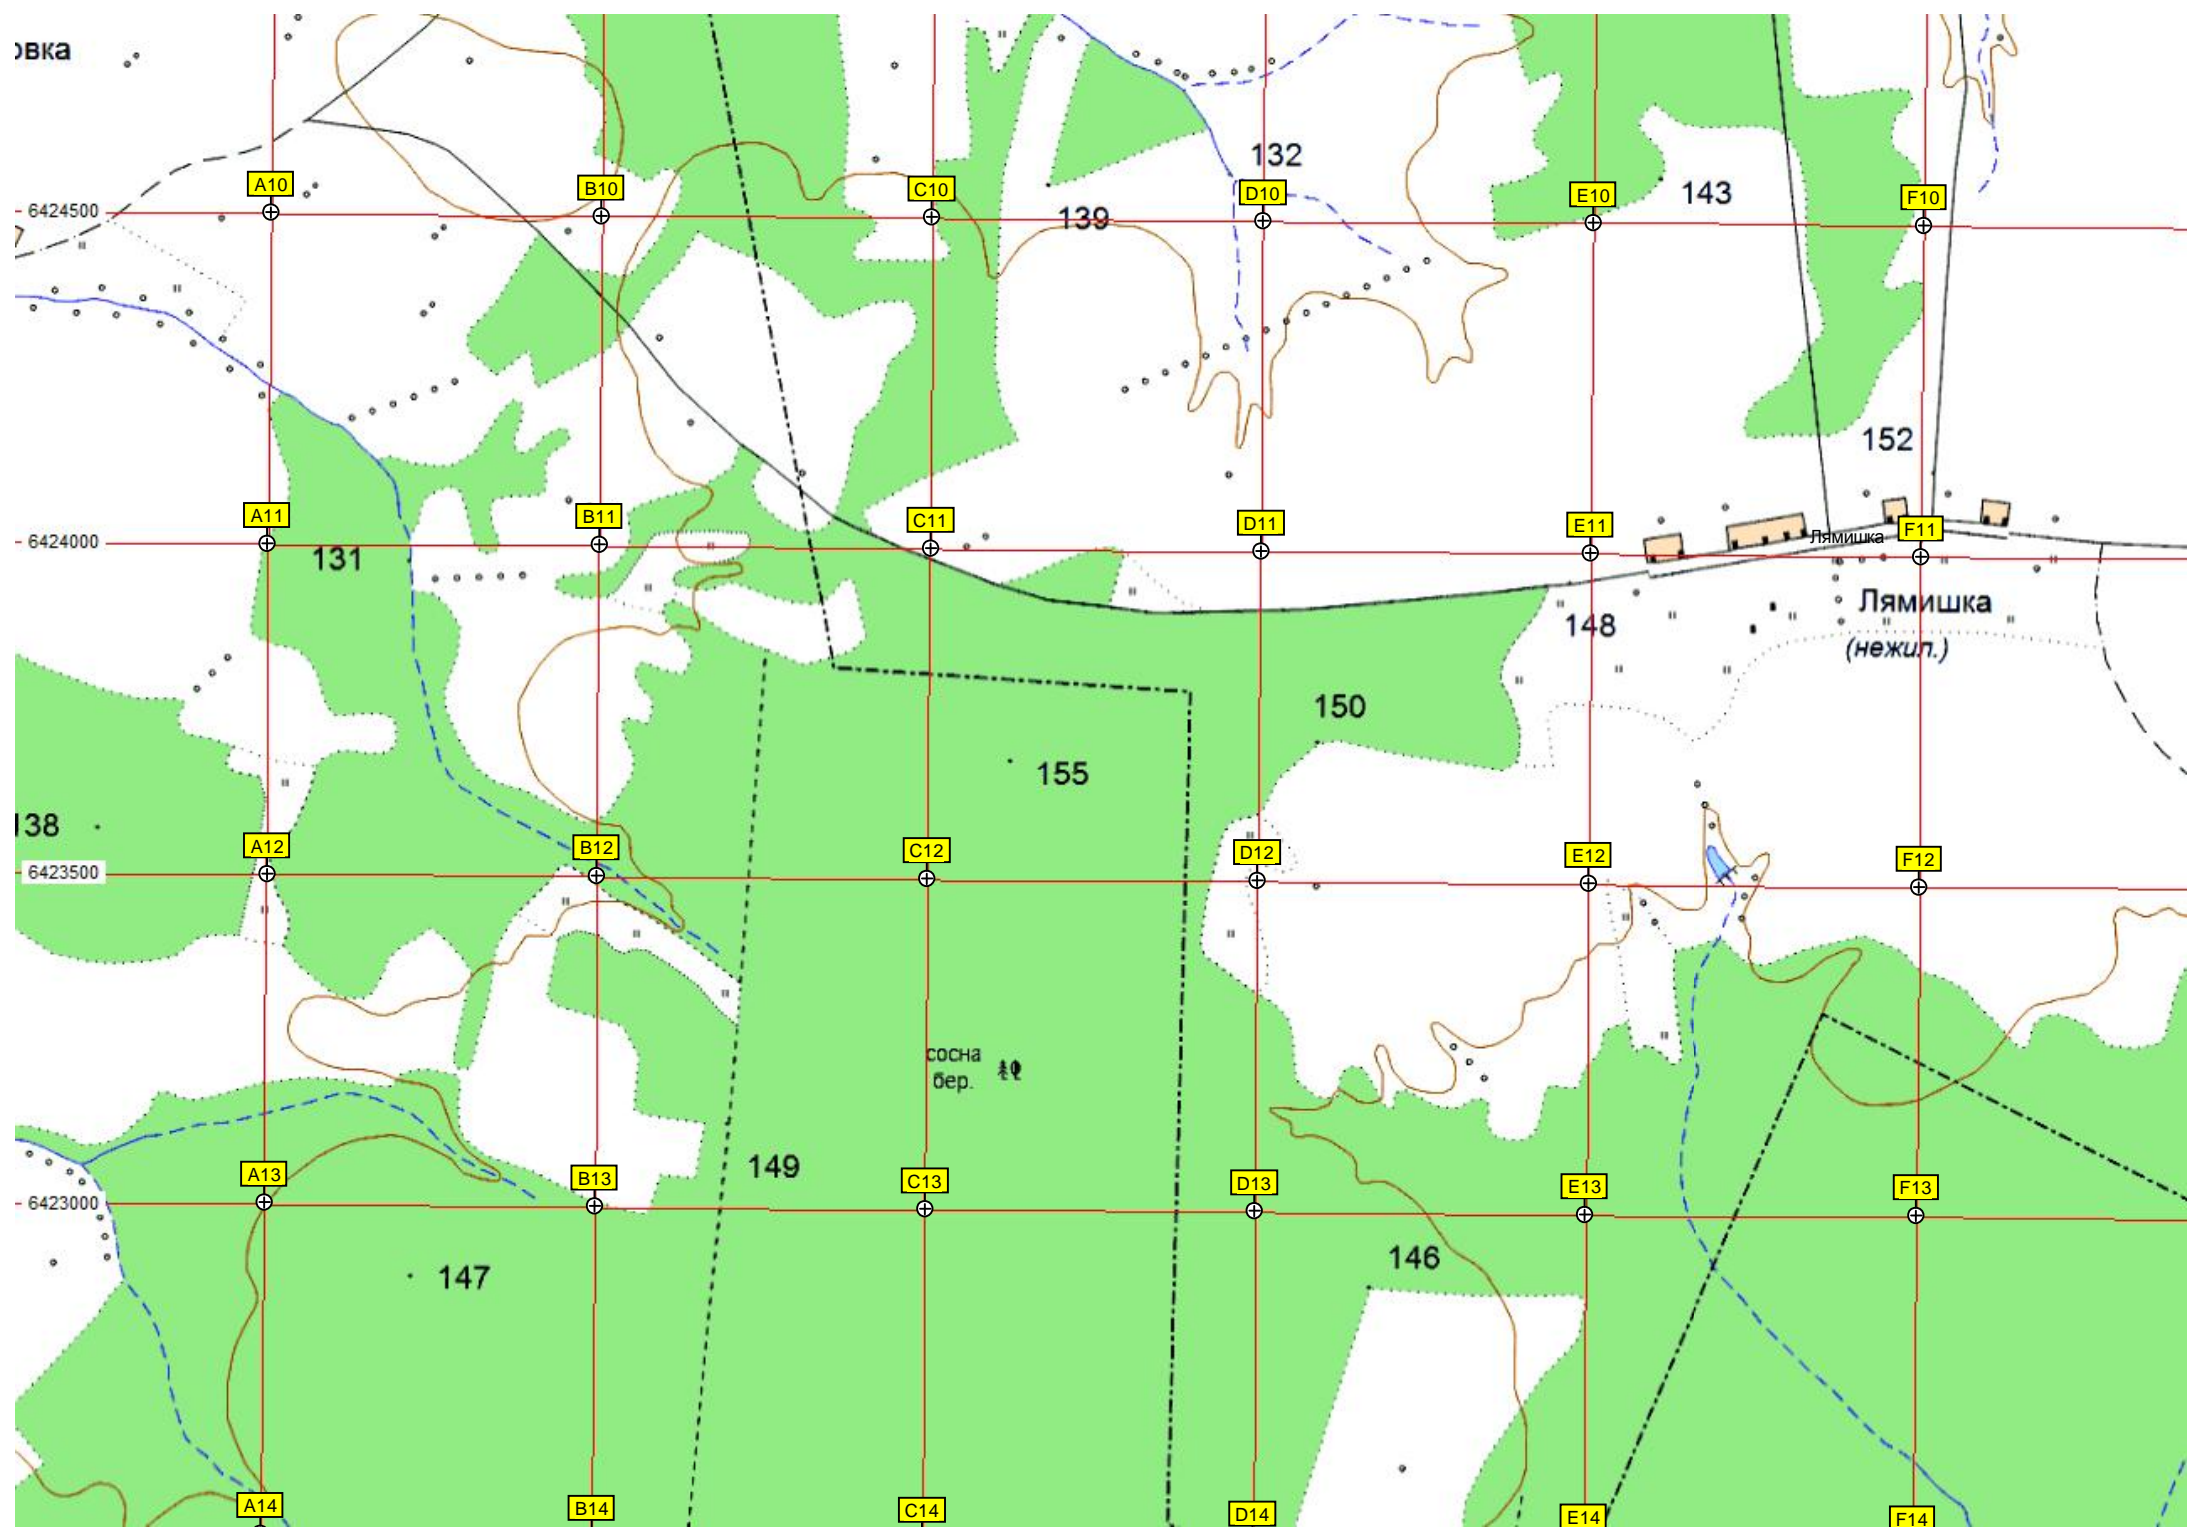 овка
132
A10
B10
C10
D10
E10
143
F10
6424500
139
152
A11
B11
C11
D11
E11
Лямишка
F11
6424000
131
Лямишка
148
(нежил.)
150
155
138
A12
B12
C12
D12
E12
F12
6423500
сосна
бер.
149
A13
B13
C13
D13
E13
F13
6423000
146
147
A14
B14
C14
D14
E14
F14